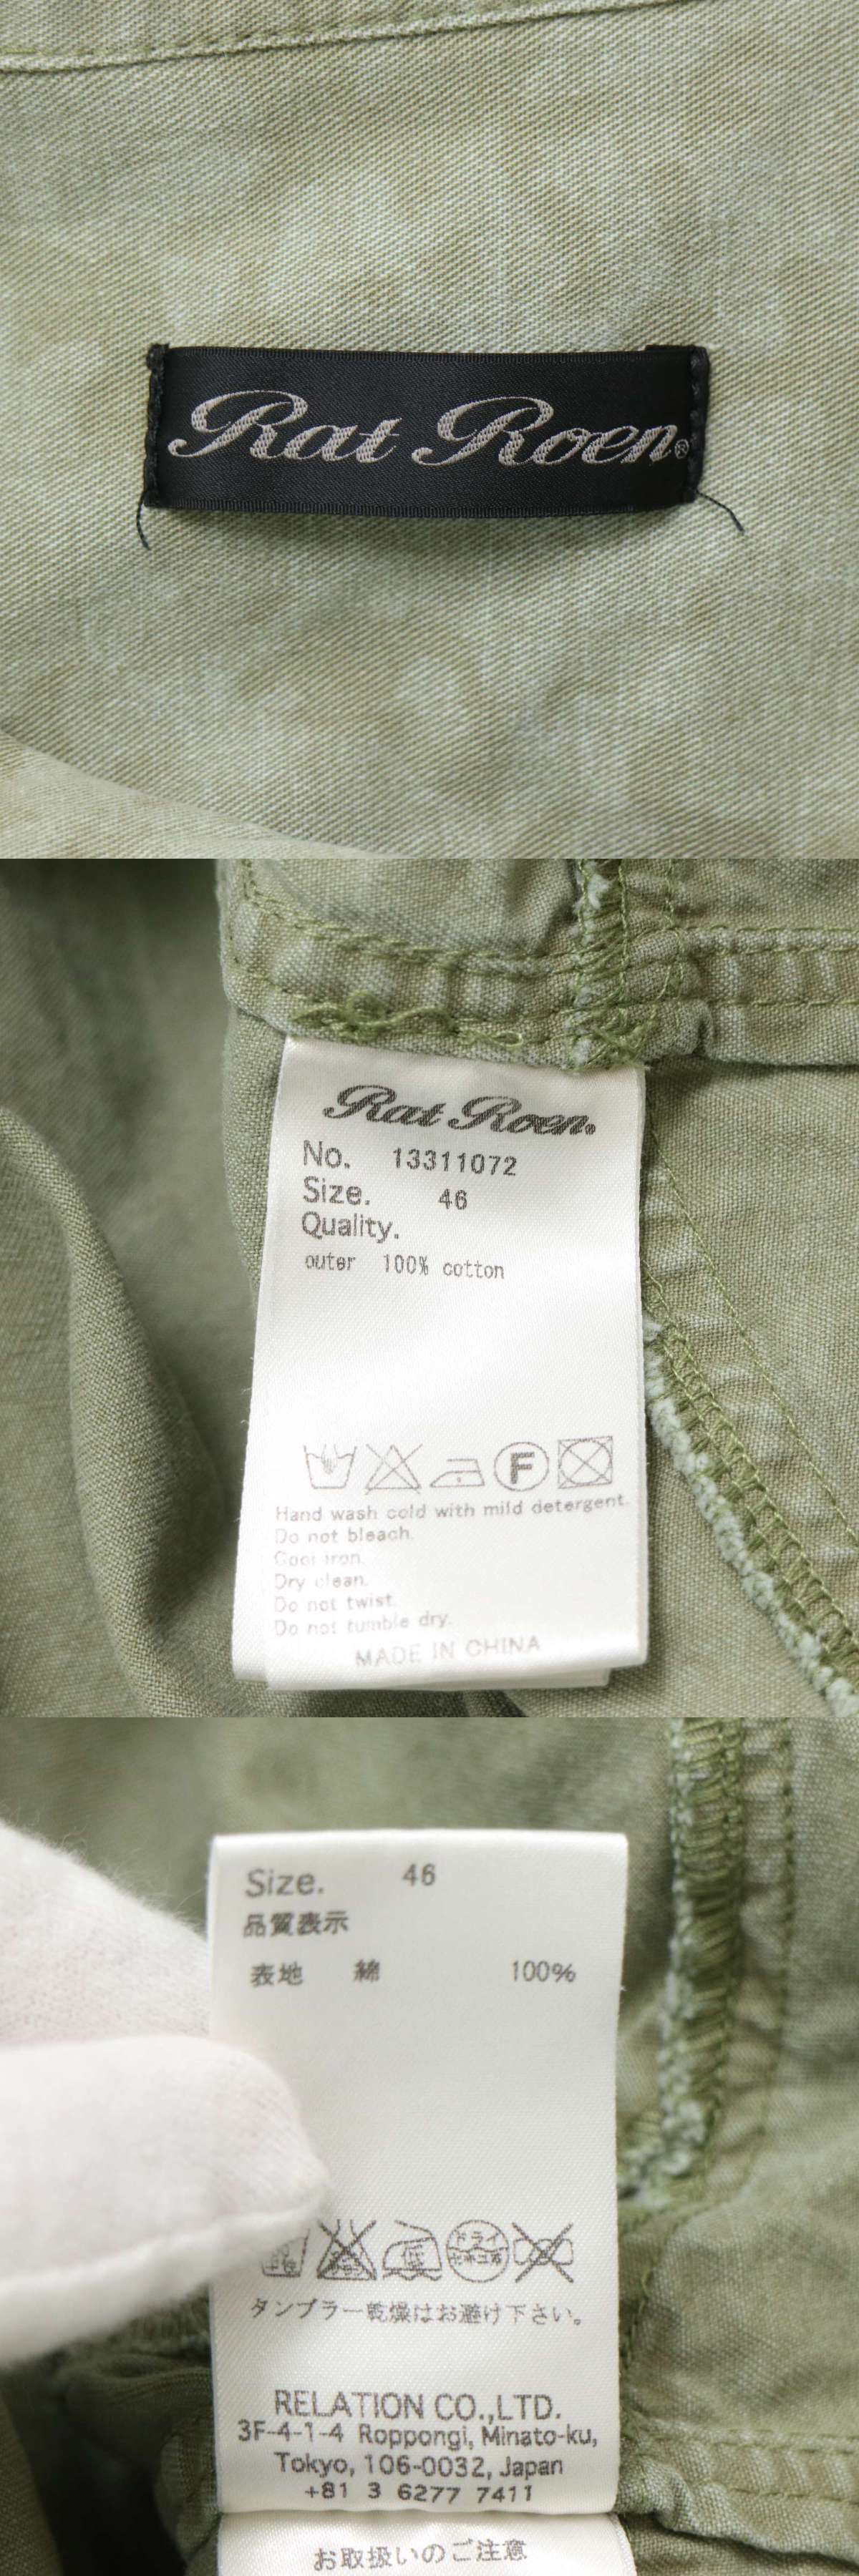 Rat Roen®
Rat Roen.
No. 13311072
Size. 46
Quality.
outer 100% cotton
F
Hand wash cold with mild detergent.
Do not bleach.
Cool iron.
Dry clean.
Do not twist.
Do not tumble dry.
MADE IN CHINA
Size. 46
品質表示
表地 綿 100%
低 ドライ
タンブラー乾燥はお避け下さい。
RELATION CO.,LTD.
3F-4-1-4 Roppongi, Minato-ku,
Tokyo, 106-0032, Japan
+81 3 6277 7411
お取扱いのご注意